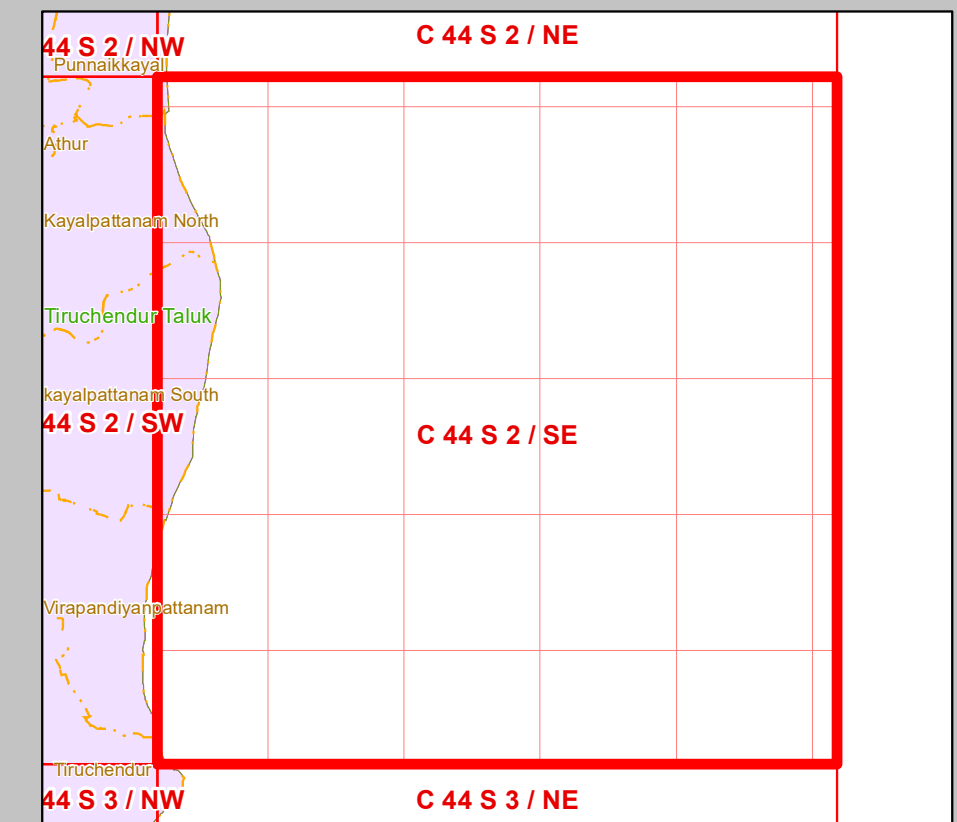 C 44 S 2 / NE
44 S 2 / NW
Punnaikkayal
Athur
Kayalpattanam North
Tiruchendur Taluk
kayalpattanam South
44 S 2 / SW
C 44 S 2 / SE
Virapandiyanpattanam
Tiruchendur
44 S 3 / NW
C 44 S 3 / NE